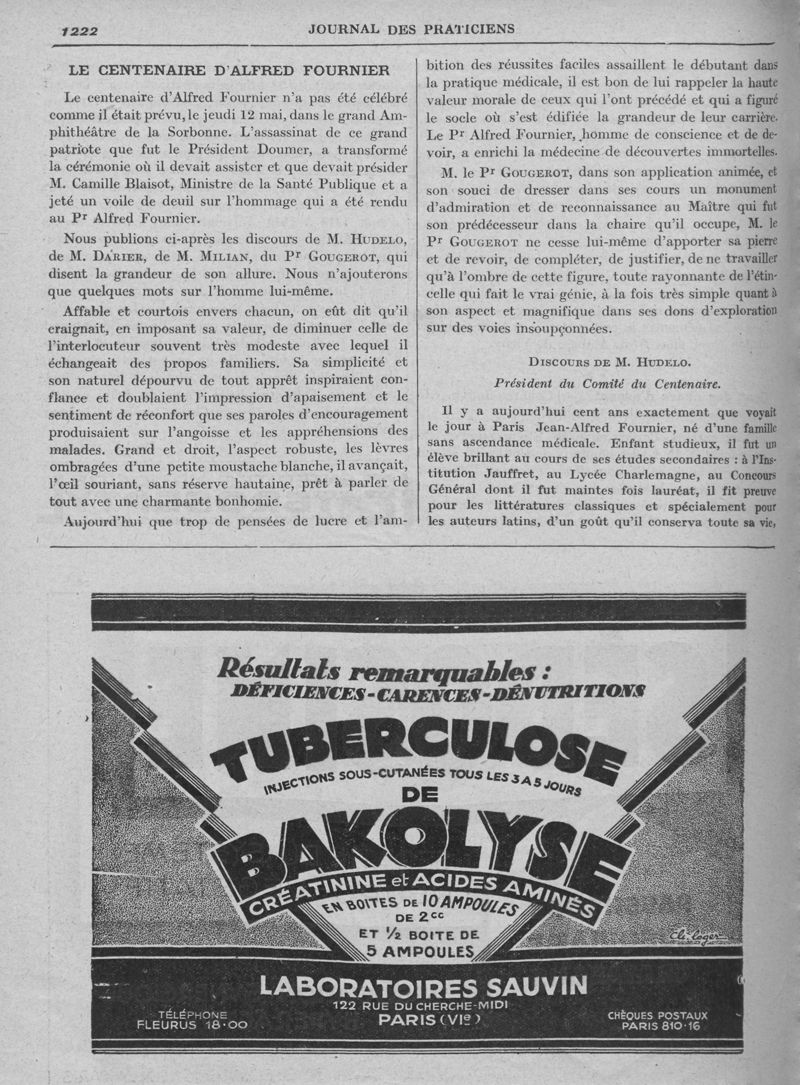 1222
JOURNAL DES PRATICIENS
LE CENTENAIRE D'ALFRED FOURNIER
Le centenaire d'Alfred Fournier n'a pas été célébré
comme il était prévu, le jeudi 12 mai, dans le grand Am-
phithéâtre de la Sorbonne. L'assassinat de ce grand
patriote que fut le Président Doumer, a transformé
la cérémonie où il devait assister et que devait présider
M. Camille Blaisot, Ministre de la Santé Publique et a
jeté un voile de deuil sur l'hommage qui a été rendu
au Pr Alfred Fournier.
Nous publions ci-après les discours de M. HUDELO,
de M. DARIER, de M. MILIAN, du Pr GOUGEROT, qui
disent la grandeur de son allure. Nous n'ajouterons
que quelques mots sur l'homme lui-même.
Affable et courtois envers chacun, on eût dit qu'il
craignait, en imposant sa valeur, de diminuer celle de
l'interlocuteur souvent très modeste avec lequel il
échangeait des propos familiers. Sa simplicité et
son naturel dépourvu de tout apprêt inspiraient con-
fiance et doublaient l'impression d'apaisement et le
sentiment de réconfort que ses paroles d'encouragement
produisaient sur l'angoisse et les appréhensions des
malades. Grand et droit, l'aspect robuste, les lèvres
ombragées d'une petite moustache blanche, il avançait,
l'œil souriant, sans réserve hautaine, prêt à parler de
tout avec une charmante bonhomie.
Aujourd'hui que trop de pensées de lucre et l'am-
bition des réussites faciles assaillent le débutant dans
la pratique médicale, il est bon de lui rappeler la haute
valeur morale de ceux qui l'ont précédé et qui a figuré
le socle où s'est édifiée la grandeur de leur carrière.
Le Pr Alfred Fournier, homme de conscience et de de-
voir, a enrichi la médecine de découvertes immortelles.
M. le Pr GOUGEROT, dans son application animée, et
son souci de dresser dans ses cours un monument
d'admiration et de reconnaissance au Maître qui fut
son prédécesseur dans la chaire qu'il occupe, M. le
Pr GOUGEROT ne cesse lui-même d'apporter sa pierre
et de revoir, de compléter, de justifier, de ne travailler
qu'à l'ombre de cette figure, toute rayonnante de l'étin-
celle qui fait le vrai génie, à la fois très simple quant à
son aspect et magnifique dans ses dons d'exploration
sur des voies insoupçonnées.
DISCOURS DE M. HUDELO.
Président du Comité du Centenaire.
Il y a aujourd'hui cent ans exactement que voyait
le jour à Paris Jean-Alfred Fournier, né d'une famille
sans ascendance médicale. Enfant studieux, il fut un
élève brillant au cours de ses études secondaires : à l'Ins-
titution Jauffret, au Lycée Charlemagne, au Concours
Général dont il fut maintes fois lauréat, il fit preuve
pour les littératures classiques et spécialement pour
les auteurs latins, d'un goût qu'il conserva toute sa vie,
Résultats remarquables :
DÉFICIENCES-CARENCES-DÉNUTRITIONS
TUBERCULOSE
INJECTIONS SOUS-CUTANÉES TOUS LES 3 A 5 JOURS
DE
BAKOLYSE
CRÉATININE et ACIDES AMINÉS
EN BOITES DE 10 AMPOULES
DE 2cc
ET ½ BOITE DE
5 AMPOULES
LABORATOIRES SAUVIN
122 RUE DU CHERCHE-MIDI
PARIS (VIe)
TÉLÉPHONE
FLEURUS 18·00
CHÈQUES POSTAUX
PARIS 810·16